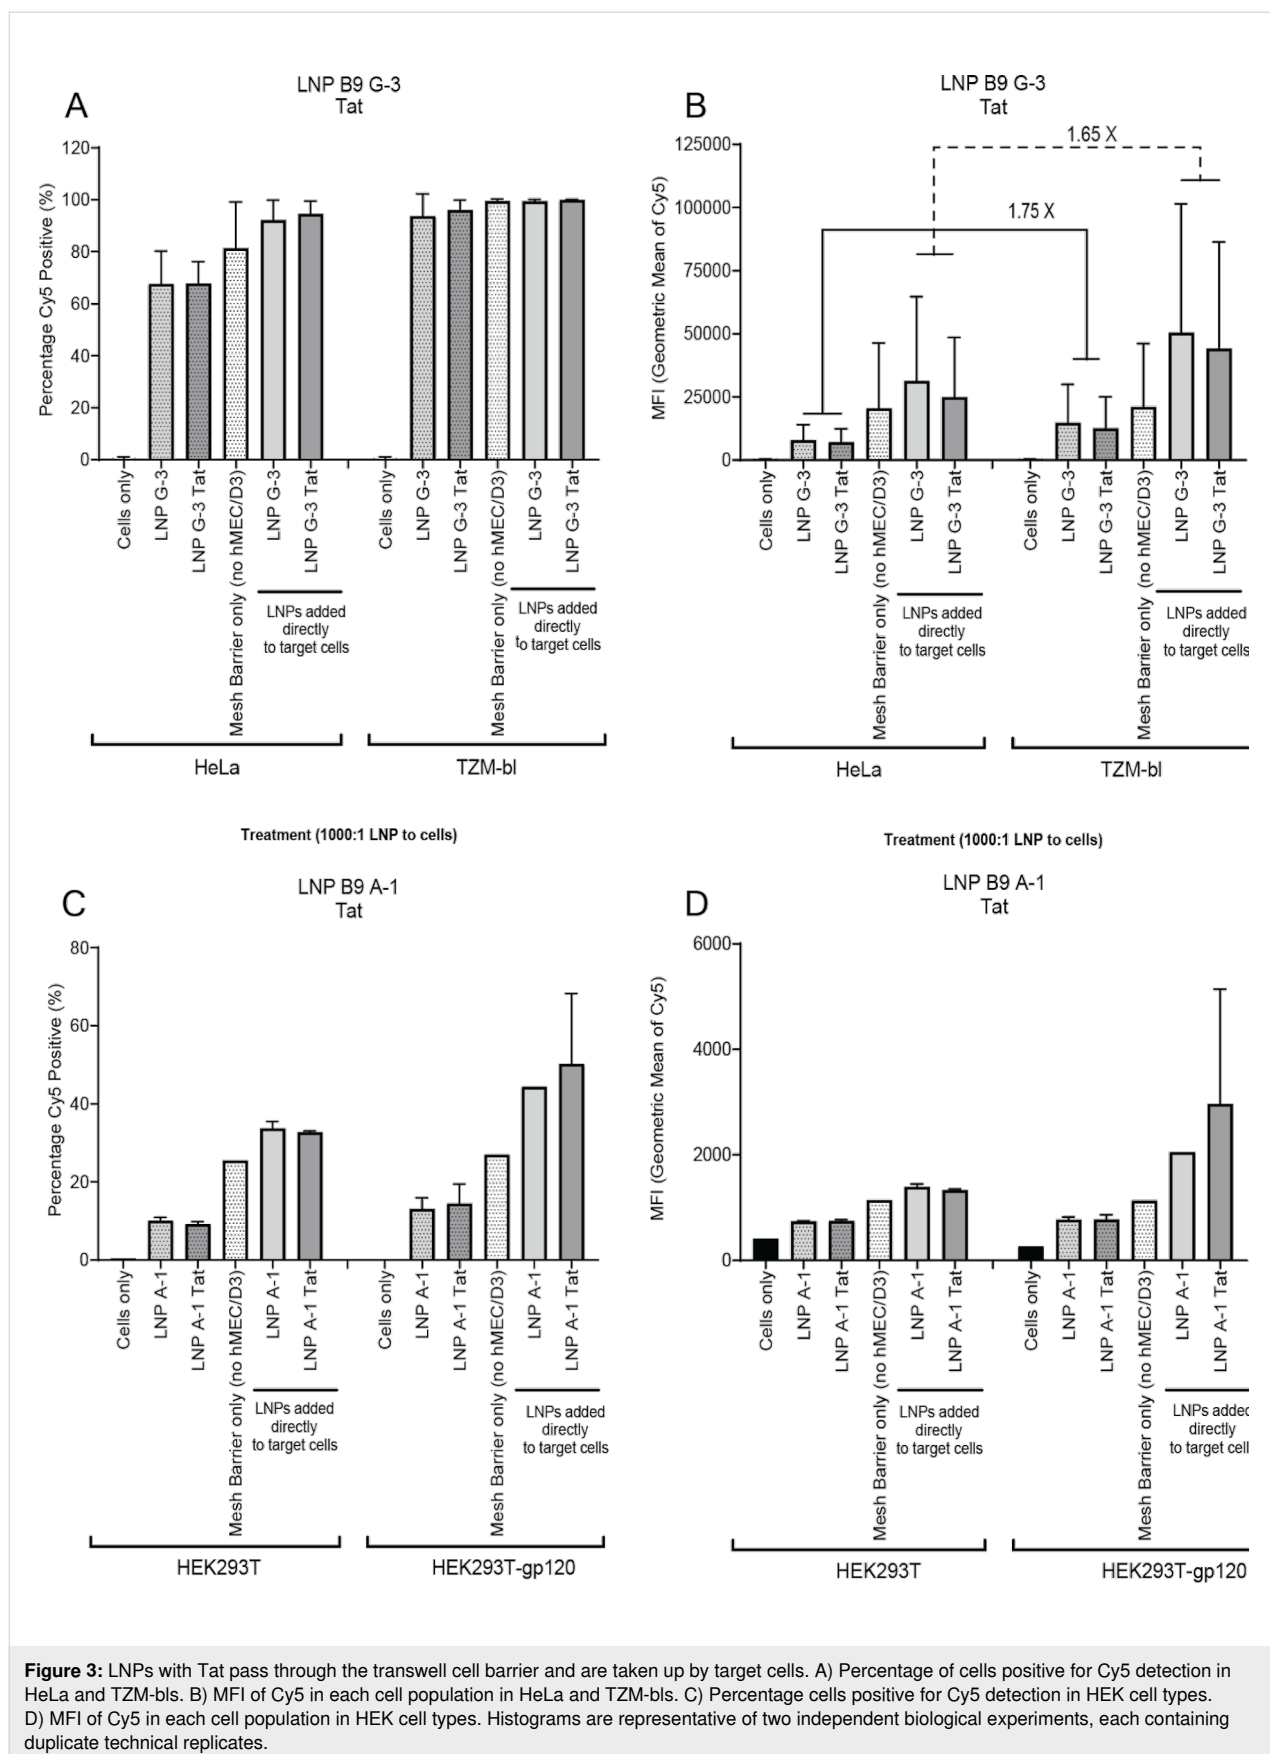 A
LNP B9 G-3
Tat
Percentage Cy5 Positive (%)
120
100
80
60
40
20
0
Cells only
LNP G-3
LNP G-3 Tat
Mesh Barrier only (no hMEC/D3)
LNP G-3
LNP G-3 Tat
Cells only
LNP G-3
LNP G-3 Tat
Mesh Barrier only (no hMEC/D3)
LNP G-3
LNP G-3 Tat
LNPs added
directly
to target cells
LNPs added
directly
to target cells
HeLa
TZM-bl
Treatment (1000:1 LNP to cells)
B
LNP B9 G-3
Tat
MFI (Geometric Mean of Cy5)
125000
100000
75000
50000
25000
0
1.65 X
1.75 X
Cells only
LNP G-3
LNP G-3 Tat
Mesh Barrier only (no hMEC/D3)
LNP G-3
LNP G-3 Tat
Cells only
LNP G-3
LNP G-3 Tat
Mesh Barrier only (no hMEC/D3)
LNP G-3
LNP G-3 Tat
LNPs added
directly
to target cells
LNPs added
directly
to target cells
HeLa
TZM-bl
Treatment (1000:1 LNP to cells)
C
LNP B9 A-1
Tat
Percentage Cy5 Positive (%)
80
60
40
20
0
Cells only
LNP A-1
LNP A-1 Tat
Mesh Barrier only (no hMEC/D3)
LNP A-1
LNP A-1 Tat
Cells only
LNP A-1
LNP A-1 Tat
Mesh Barrier only (no hMEC/D3)
LNP A-1
LNP A-1 Tat
LNPs added
directly
to target cells
LNPs added
directly
to target cells
HEK293T
HEK293T-gp120
D
LNP B9 A-1
Tat
MFI (Geometric Mean of Cy5)
6000
4000
2000
0
Cells only
LNP A-1
LNP A-1 Tat
Mesh Barrier only (no hMEC/D3)
LNP A-1
LNP A-1 Tat
Cells only
LNP A-1
LNP A-1 Tat
Mesh Barrier only (no hMEC/D3)
LNP A-1
LNP A-1 Tat
LNPs added
directly
to target cells
LNPs added
directly
to target cell
HEK293T
HEK293T-gp120
Figure 3: LNPs with Tat pass through the transwell cell barrier and are taken up by target cells. A) Percentage of cells positive for Cy5 detection in
HeLa and TZM-bls. B) MFI of Cy5 in each cell population in HeLa and TZM-bls. C) Percentage cells positive for Cy5 detection in HEK cell types.
D) MFI of Cy5 in each cell population in HEK cell types. Histograms are representative of two independent biological experiments, each containing
duplicate technical replicates.